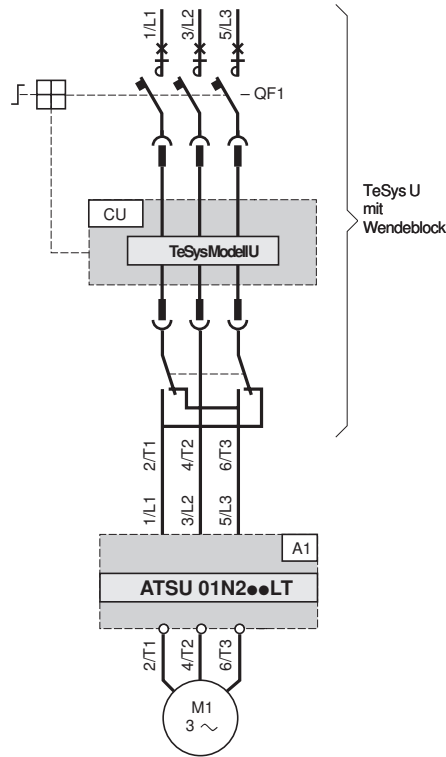 1/L1
3/L2
5/L3
QF1
CU
TeSysModellU
TeSys U
mit
Wendeblock
2/T1
4/T2
6/T3
1/L1
3/L2
5/L3
A1
ATSU 01N2●●LT
2/T1
4/T2
6/T3
M1
3 ~